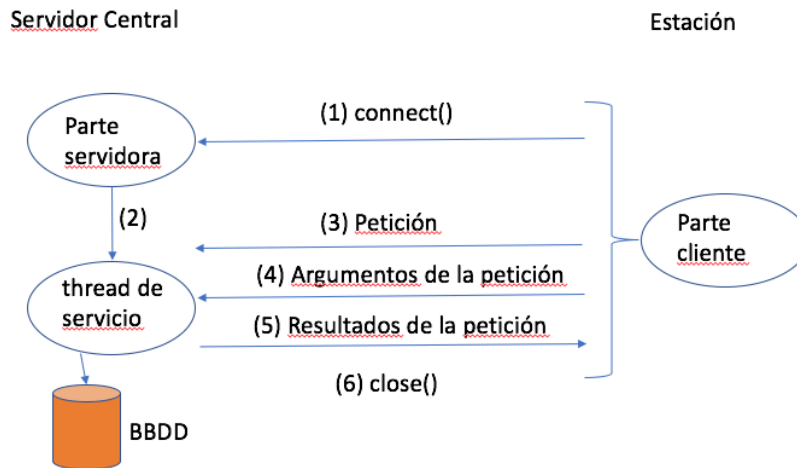 Servidor Central
Estación
(1) connect()
Parte
servidora
(2)
(3) Petición
Parte
cliente
(4) Argumentos de la petición
thread de
servicio
(5) Resultados de la petición
(6) close()
BBDD